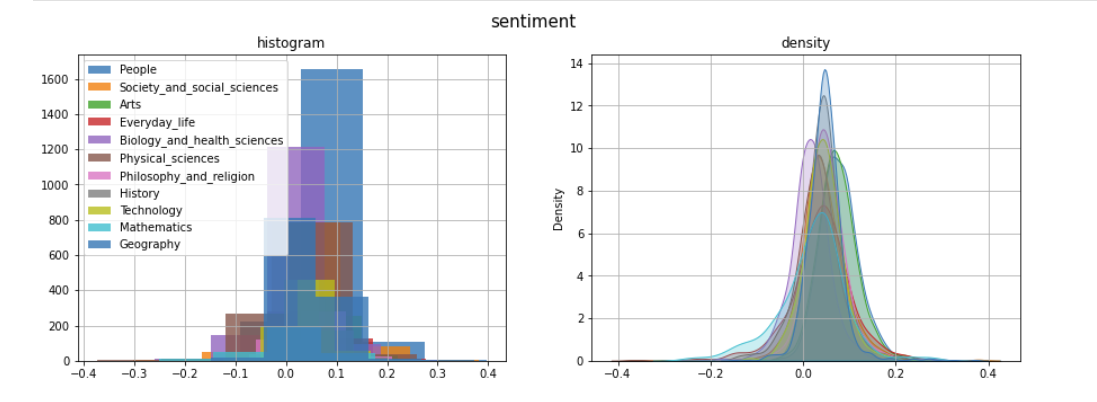 sentiment
histogram
1600
1400
1200
1000
800
600
400
200
0
−0.4 −0.3 −0.2 −0.1 0.0 0.1 0.2 0.3 0.4
People
Society_and_social_sciences
Arts
Everyday_life
Biology_and_health_sciences
Physical_sciences
Philosophy_and_religion
History
Technology
Mathematics
Geography
density
Density
14
12
10
8
6
4
2
0
−0.4 −0.2 0.0 0.2 0.4